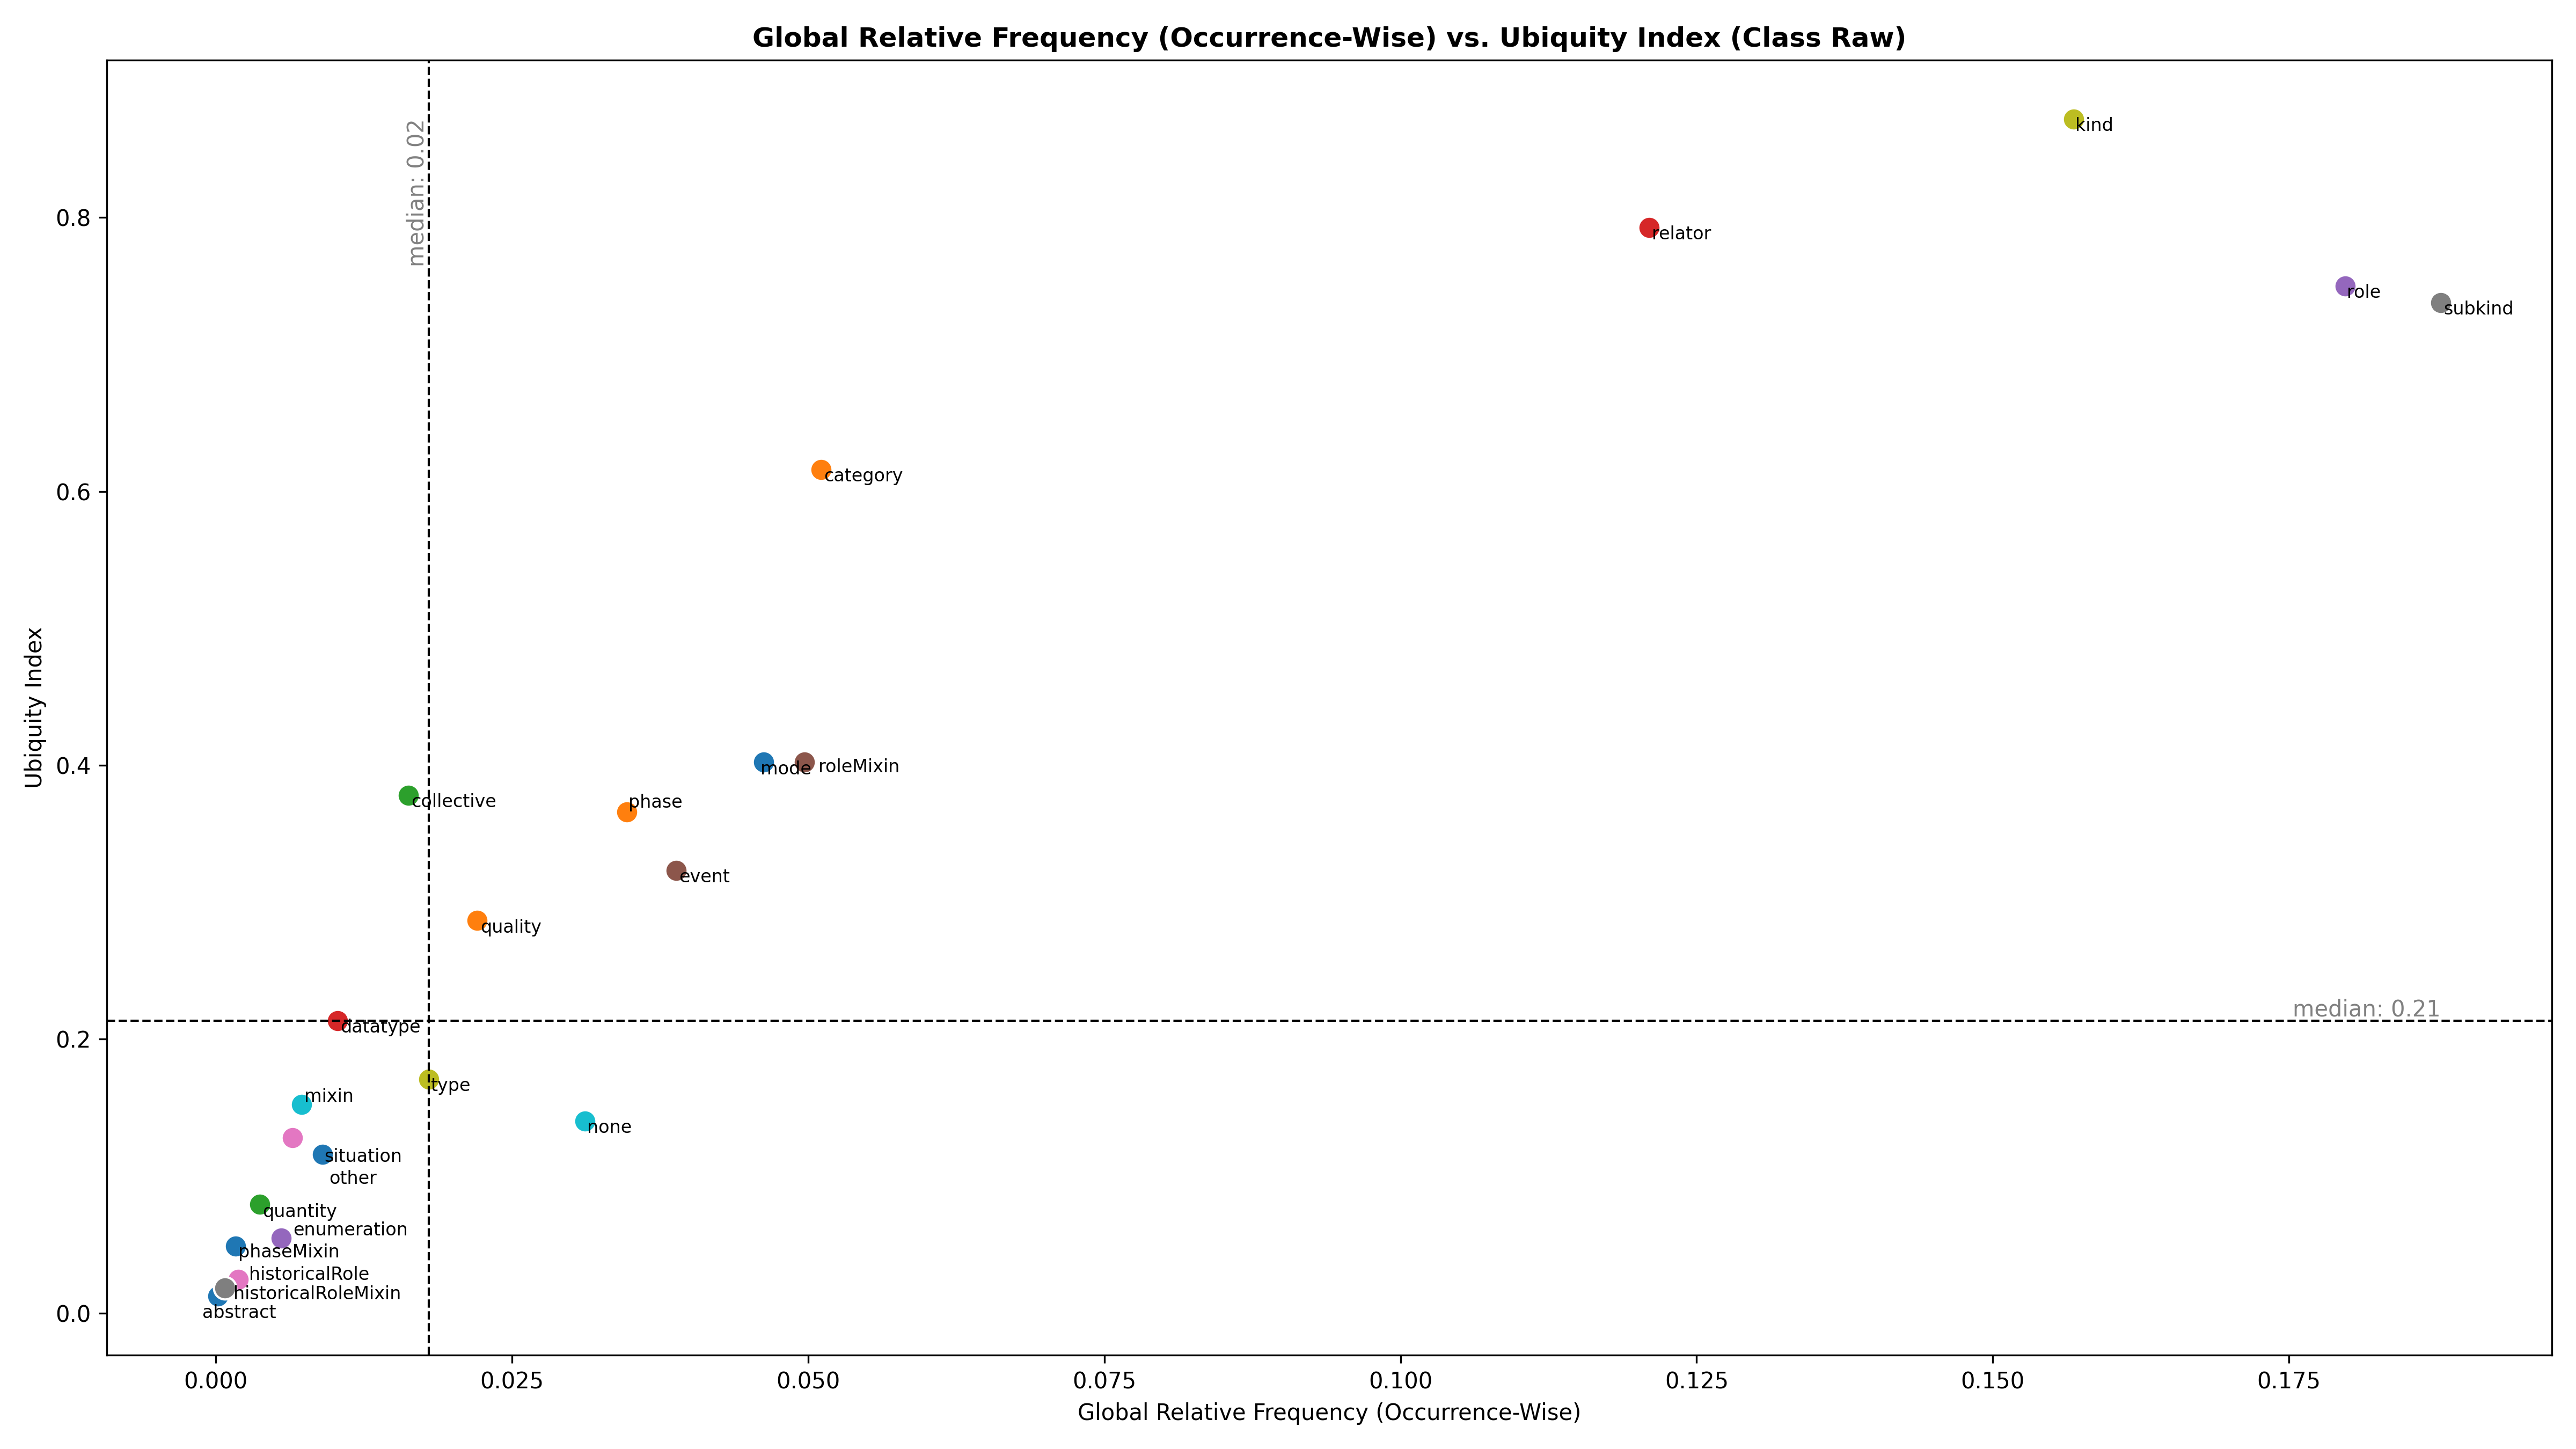 Global Relative Frequency (Occurrence-Wise) vs. Ubiquity Index (Class Raw)
median: 0.02
kind
0.8
relator
role
subkind
category
0.6
Ubiquity Index
0.4
mode
roleMixin
collective
phase
event
quality
median: 0.21
datatype
0.2
type
mixin
none
situation
other
quantity
enumeration
phaseMixin
historicalRole
historicalRoleMixin
abstract
0.0
0.000 0.025 0.050 0.075 0.100 0.125 0.150 0.175
Global Relative Frequency (Occurrence-Wise)